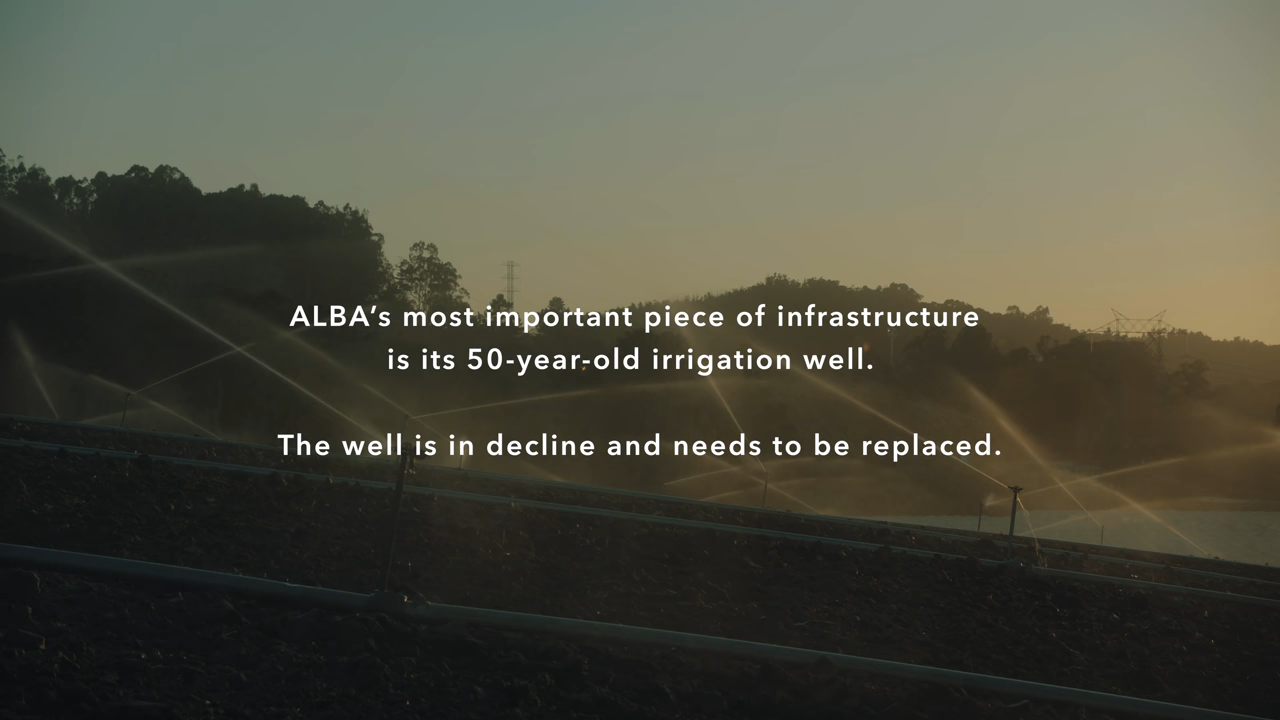 ALBA’s most important piece of infrastructure
is its 50-year-old irrigation well.
The well is in decline and needs to be replaced.